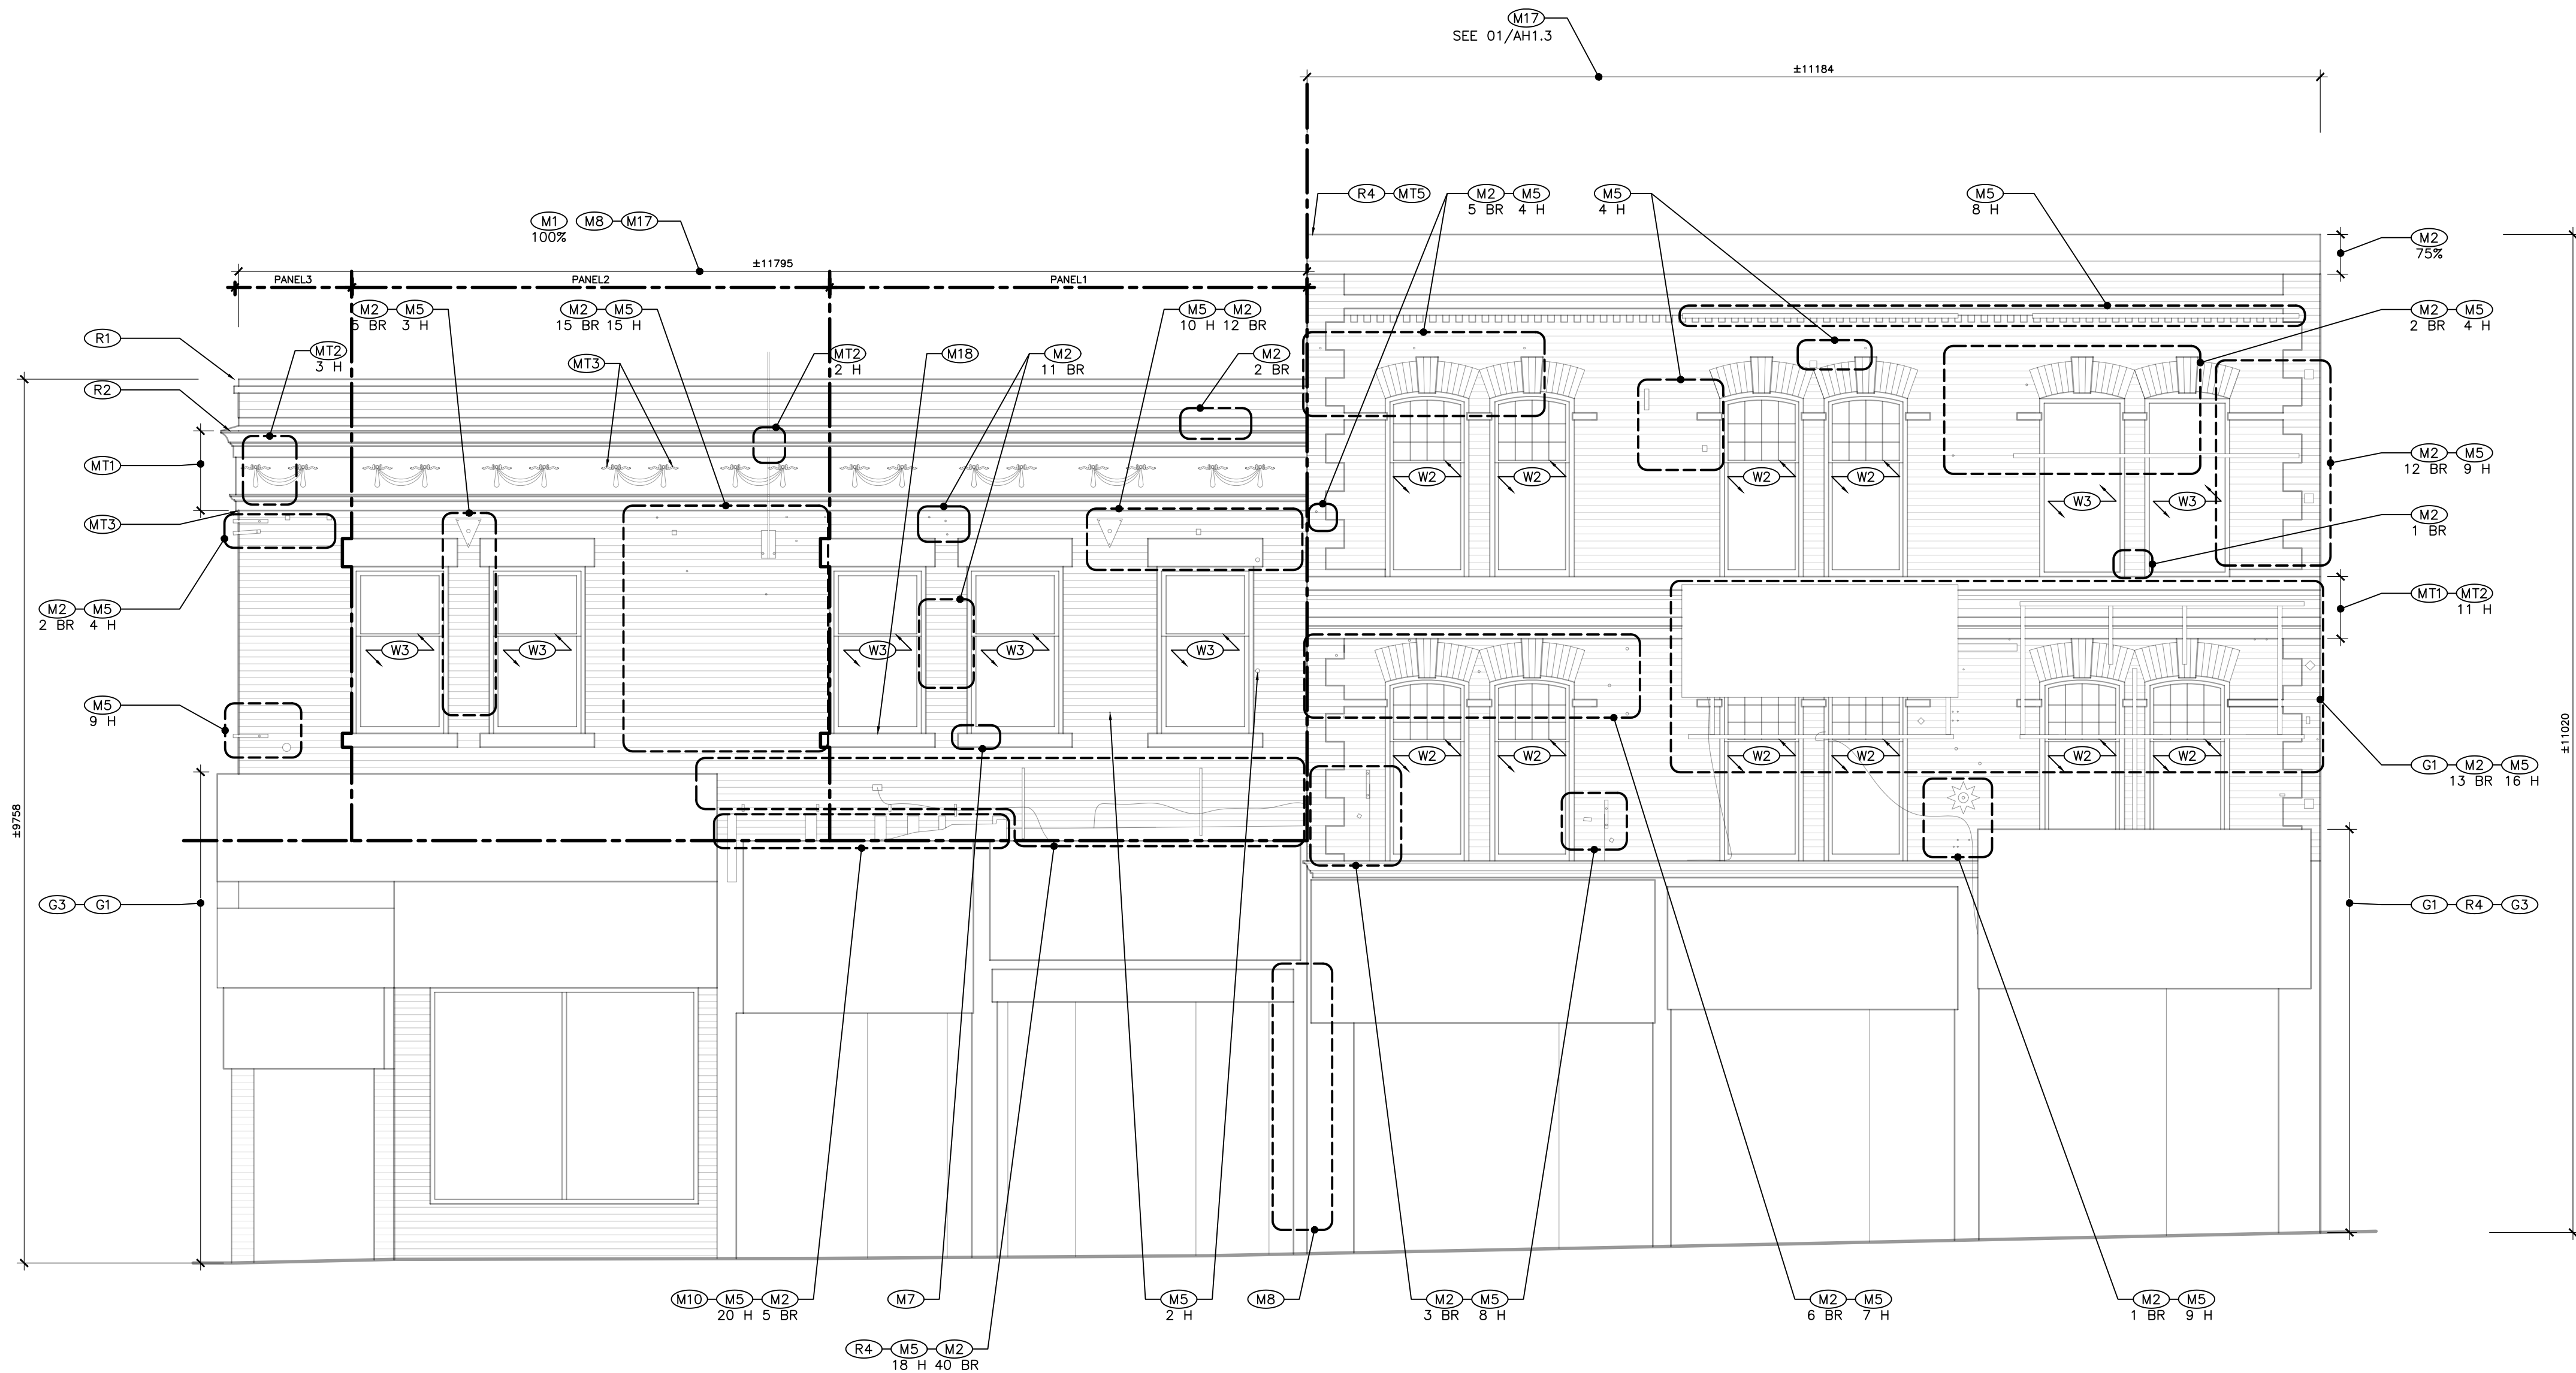 M17
SEE 01/AH1.3
±11184
R4 MT5
M2 M5
5 BR 4 H
M5
4 H
M5
8 H
M1 M8 M17
100%
M2
75%
±11795
PANEL3 PANEL2 PANEL1
M2 M5
5 BR 3 H
M2 M5
15 BR 15 H
M5 M2
10 H 12 BR
M2 M5
2 BR 4 H
R1
MT2
3 H
MT3
MT2
2 H
M18
M2
11 BR
M2
2 BR
R2
MT1
M2 M5
12 BR 9 H
W2 W2 W2 W2
W3 W3
MT3
M2
1 BR
M2 M5
2 BR 4 H
MT1 MT2
11 H
W3 W3 W3 W3 W3
M5
9 H
±11020
W2 W2 W2 W2 W2 W2
G1 M2 M5
13 BR 16 H
±9758
G3 G1
G1 R4 G3
M10 M5 M2
20 H 5 BR
M7
M5
2 H
M8
M2 M5
3 BR 8 H
M2 M5
6 BR 7 H
M2 M5
1 BR 9 H
R4 M5 M2
18 H 40 BR